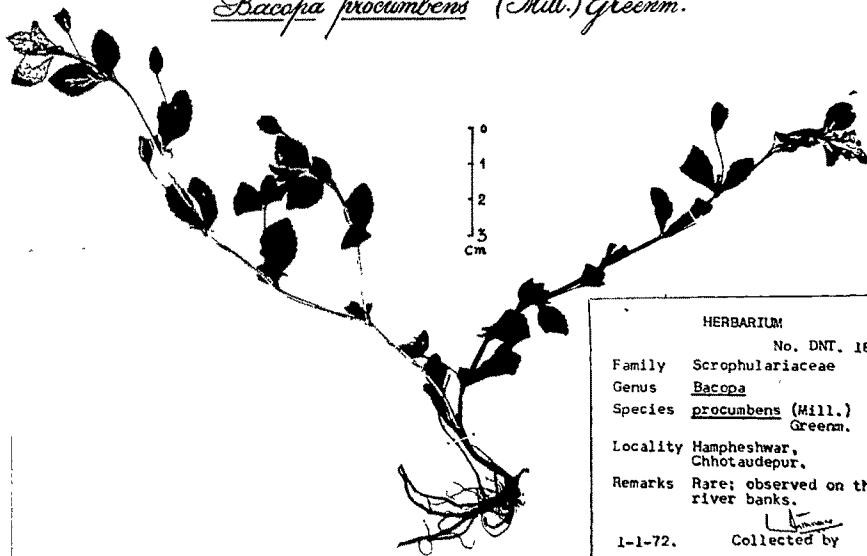 Bacopa procumbens (Mill.) Greenm.
0
1
2
3
Cm
HERBARIUM
No. DNT.
Family Scrophulariaceae
Genus Bacopa
Species procumbens (Mill.)
Greenm.
Locality Hampheshwar,
Chhotaudepur.
Remarks Rare; observed on
river banks.
1-1-72. Collected by